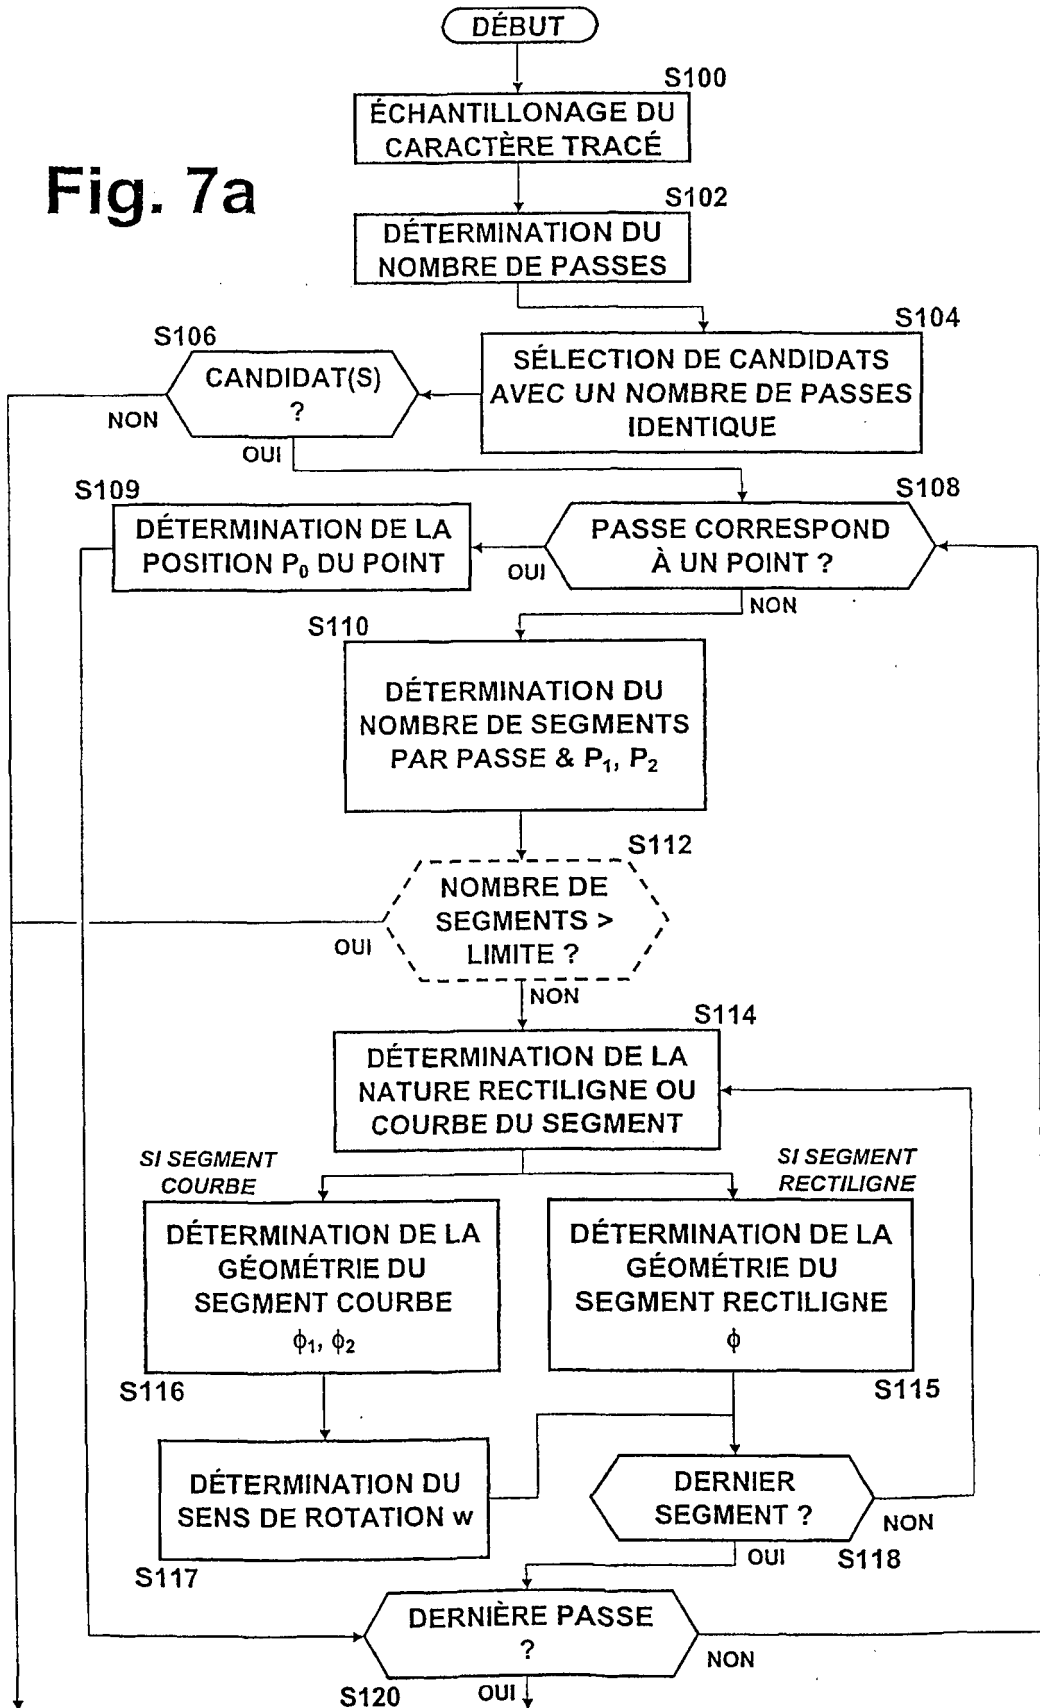 DÉBUT
S100
ÉCHANTILLONAGE DU
CARACTÈRE TRACÉ
Fig. 7a
S102
DÉTERMINATION DU
NOMBRE DE PASSES
S104
SÉLECTION DE CANDIDATS
AVEC UN NOMBRE DE PASSES
IDENTIQUE
S106
CANDIDAT(S)
?
NON
OUI
S108
PASSE CORRESPOND
À UN POINT ?
OUI
NON
S109
DÉTERMINATION DE LA
POSITION P₀ DU POINT
S110
DÉTERMINATION DU
NOMBRE DE SEGMENTS
PAR PASSE & P₁, P₂
S112
NOMBRE DE
SEGMENTS >
LIMITE ?
OUI
NON
S114
DÉTERMINATION DE LA
NATURE RECTILIGNE OU
COURBE DU SEGMENT
SI SEGMENT
COURBE
SI SEGMENT
RECTILIGNE
DÉTERMINATION DE LA
GÉOMÉTRIE DU
SEGMENT COURBE
ϕ₁, ϕ₂
S116
DÉTERMINATION DE LA
GÉOMÉTRIE DU
SEGMENT RECTILIGNE
ϕ
S115
DÉTERMINATION DU
SENS DE ROTATION w
S117
DERNIER
SEGMENT ?
NON
S118
OUI
DERNIÈRE PASSE
?
NON
S120
OUI